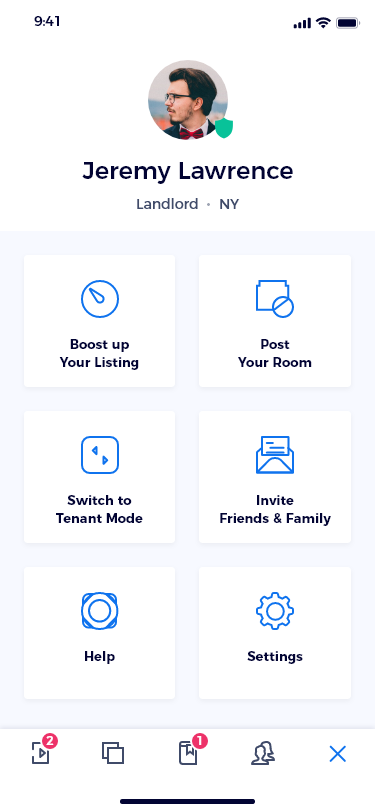 9:41
Jeremy Lawrence
Landlord • NY
Boost up
Your Listing
Post
Your Room
Switch to
Tenant Mode
Invite
Friends & Family
Help
Settings
2
1